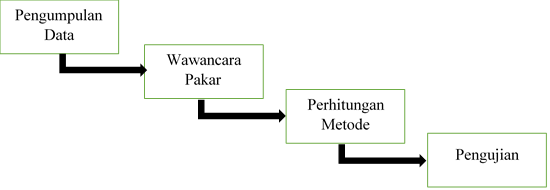 Pengumpulan
Data
Wawancara
Pakar
Perhitungan
Metode
Pengujian